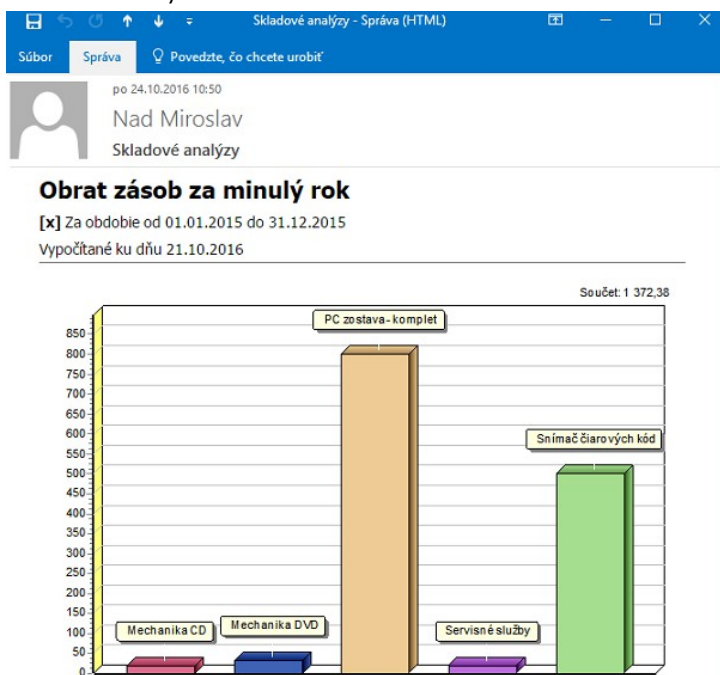 Skladové analýzy - Správa (HTML)
Súbor Správa Povedzte, čo chcete urobiť
po 24.10.2016 10:50
Nad Miroslav
Skladové analýzy
Obrat zásob za minulý rok
[x] Za obdobie od 01.01.2015 do 31.12.2015
Vypočítané ku dňu 21.10.2016
Součet: 1 372,38
PC zostava - komplet
850
800
750
700
650
600
Snímač čiarových kód
550
500
450
400
350
300
250
200
150
Mechanika CD Mechanika DVD Servisné služby
100
50
0